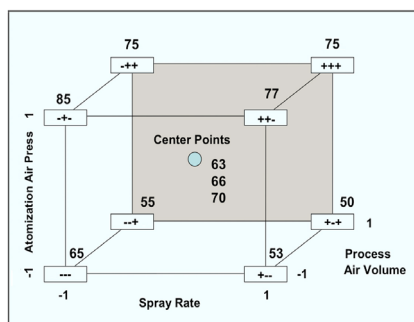 75 75
-++ +++
85 77
1 -+- ++-
Atomization Air Press
Center Points
63
66
70
55 50
--+ +-+ 1
65 53
Process
Air Volume
-1 --- +-- -1
-1 Spray Rate 1